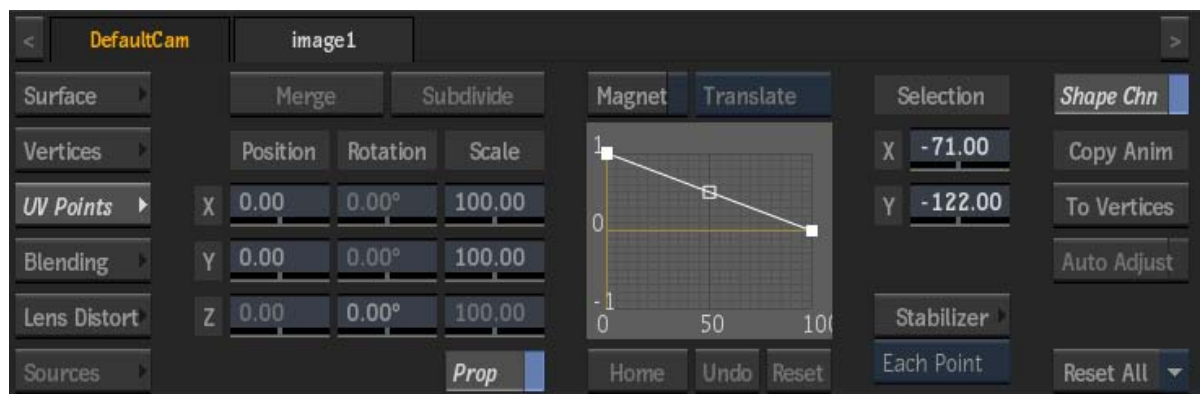 < DefaultCam image1 >
Surface Merge Subdivide Magnet Translate Selection Shape Chn
Vertices Position Rotation Scale 1 X -71.00 Copy Anim
UV Points X 0.00 0.00° 100.00 0 Y -122.00 To Vertices
Blending Y 0.00 0.00° 100.00 Auto Adjust
Lens Distort Z 0.00 0.00° 100.00 -1 Stabilizer
0 50 100
Sources Prop Home Undo Reset Each Point Reset All